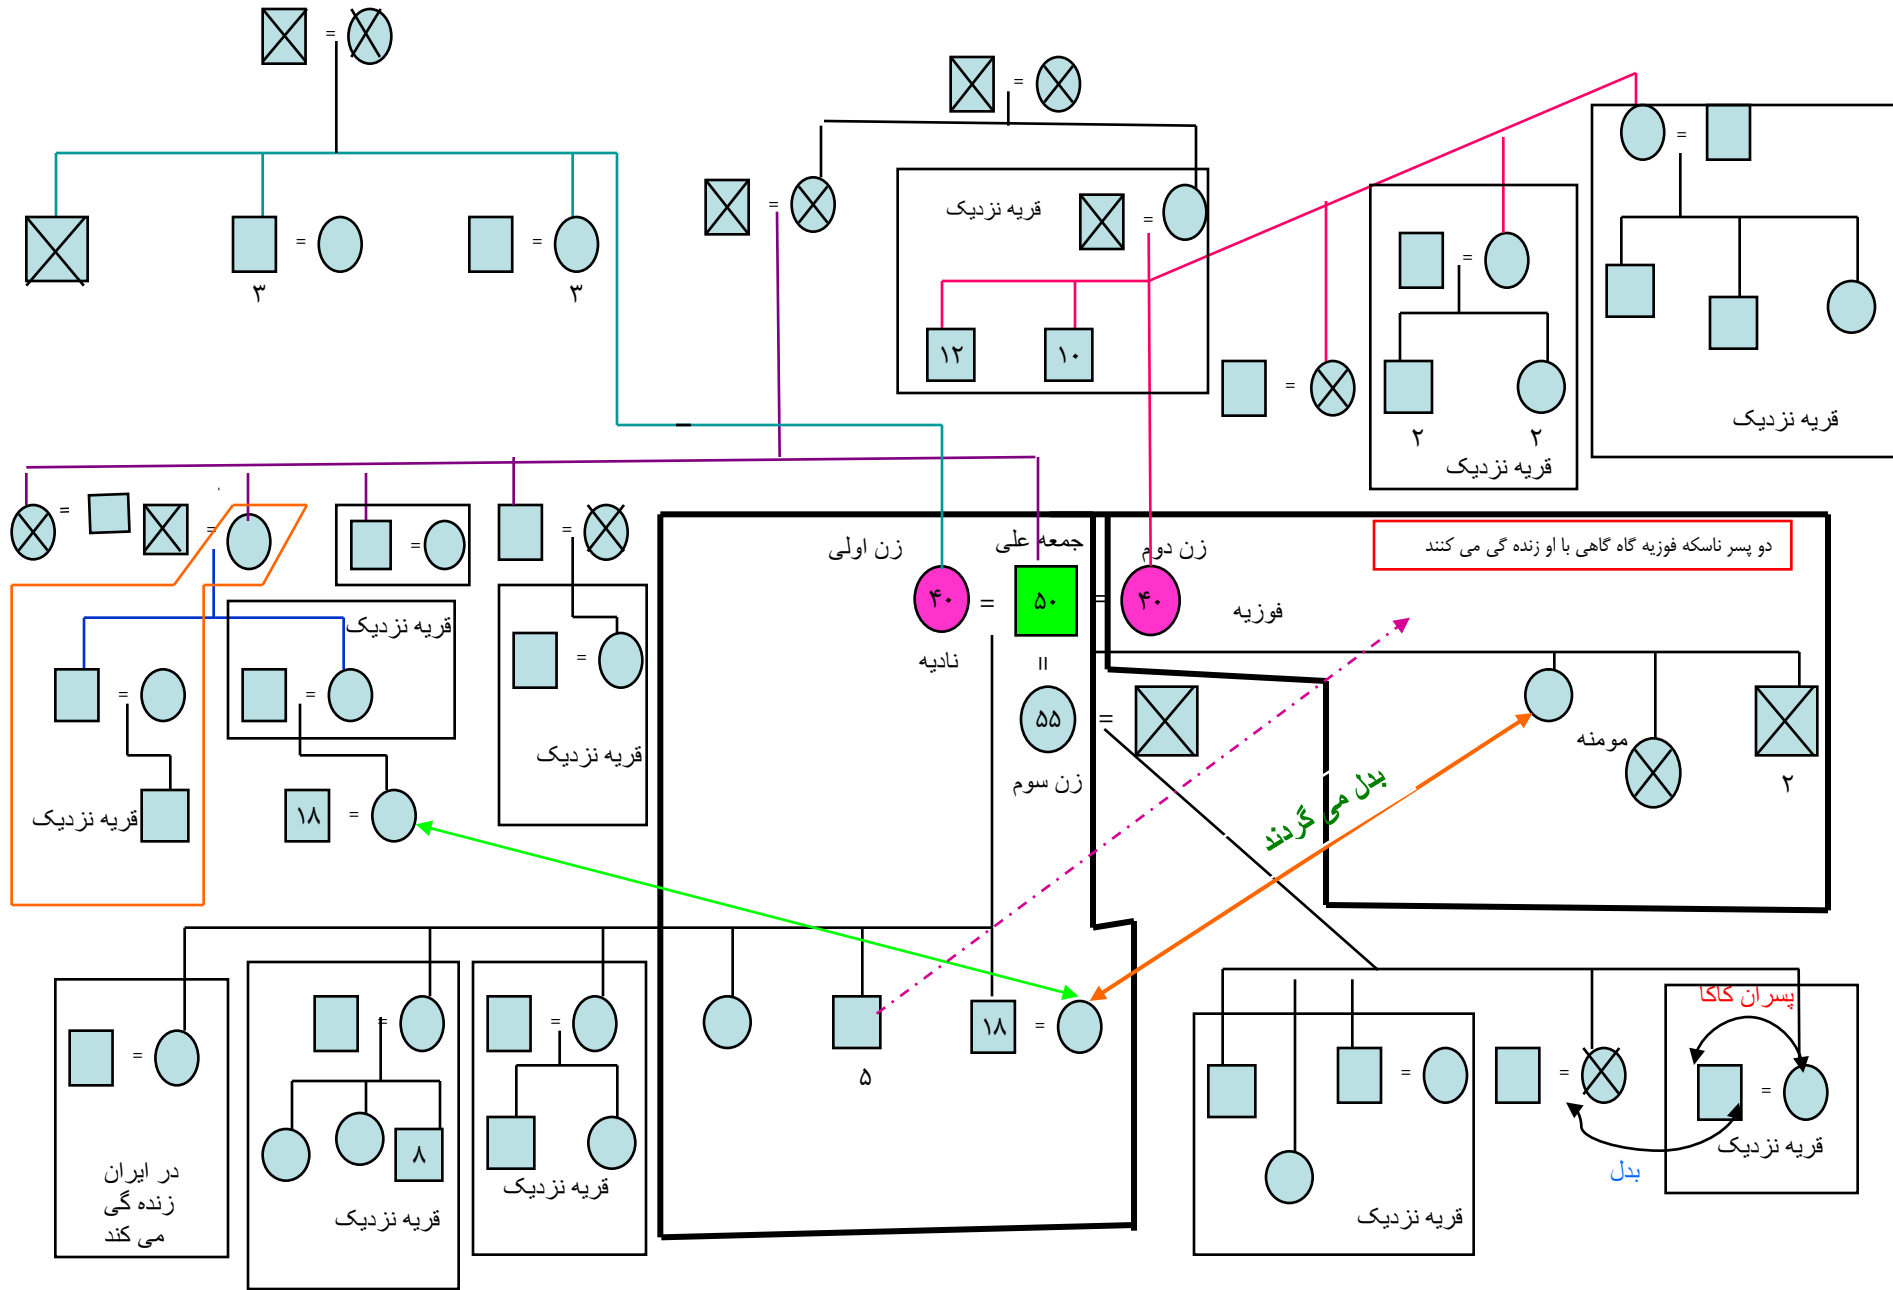 قریه نزدیک
۳
۳
۱۲
۱۰
۲
۲
قریه نزدیک
قریه نزدیک
زن اولی
جمعه علی
زن دوم
دو پسر ناسکه فوزیه گاه گاهی با او زنده گی می کنند
۴۰
۵۰
۴۰
فوزیه
نادیه
قریه نزدیک
۵۵
زن سوم
مومنه
۲
قریه نزدیک
قریه نزدیک
۱۸
بدل می گردند
پسران کاکا
۱۸
۵
۸
در ایران
زنده گی
می کند
قریه نزدیک
قریه نزدیک
قریه نزدیک
بدل
قریه نزدیک